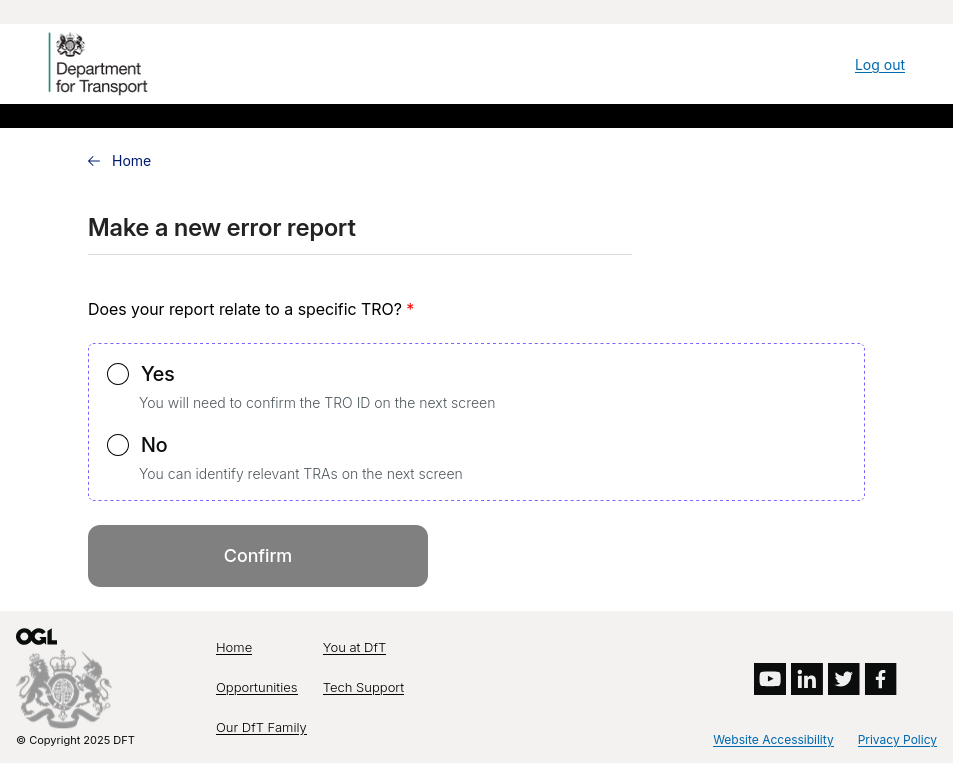 Department
for Transport
Log out
Home
Make a new error report
Does your report relate to a specific TRO? *
Yes
You will need to confirm the TRO ID on the next screen
No
You can identify relevant TRAs on the next screen
Confirm
OGL
Home
You at DfT
Opportunities
Tech Support
Our DfT Family
© Copyright 2025 DFT
Website Accessibility
Privacy Policy